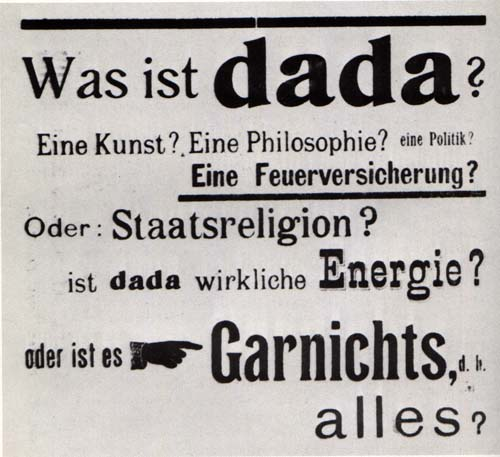 Was ist dada?
Eine Kunst? Eine Philosophie? eine Politik?
Eine Feuerversicherung?
Oder: Staatsreligion?
ist dada wirkliche Energie?
oder ist es ☛ Garnichts, d. h.
alles?